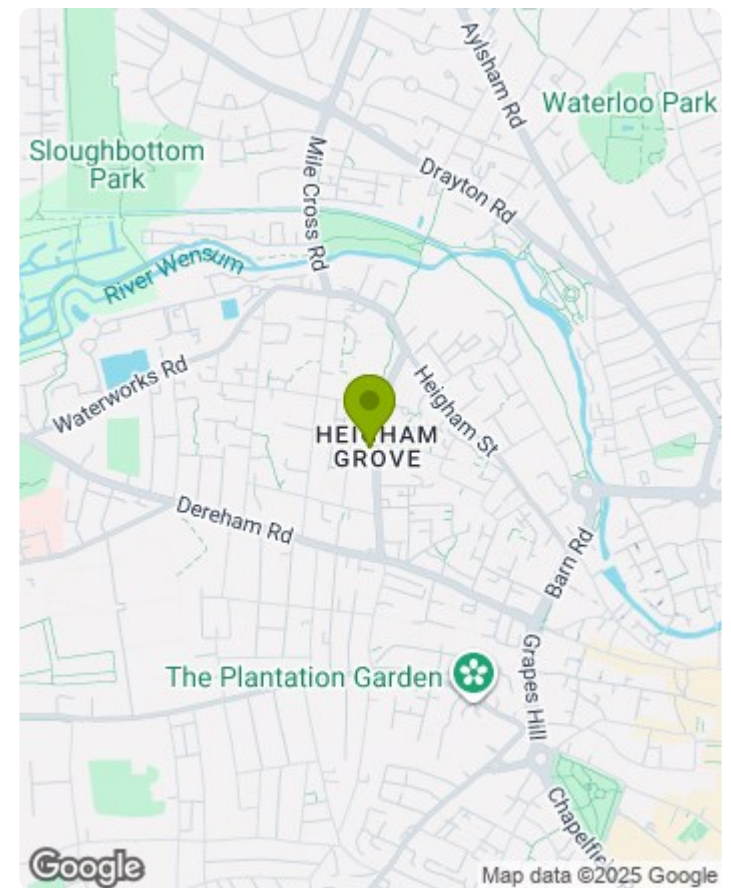 Aylsham Rd
Waterloo Park
Sloughbottom
Park
Mile Cross Rd
Drayton Rd
River Wensum
Waterworks Rd
Heigham St
HEIGHAM
GROVE
Dereham Rd
Barn Rd
The Plantation Garden
Grapes Hill
Google
Map data ©2025 Google